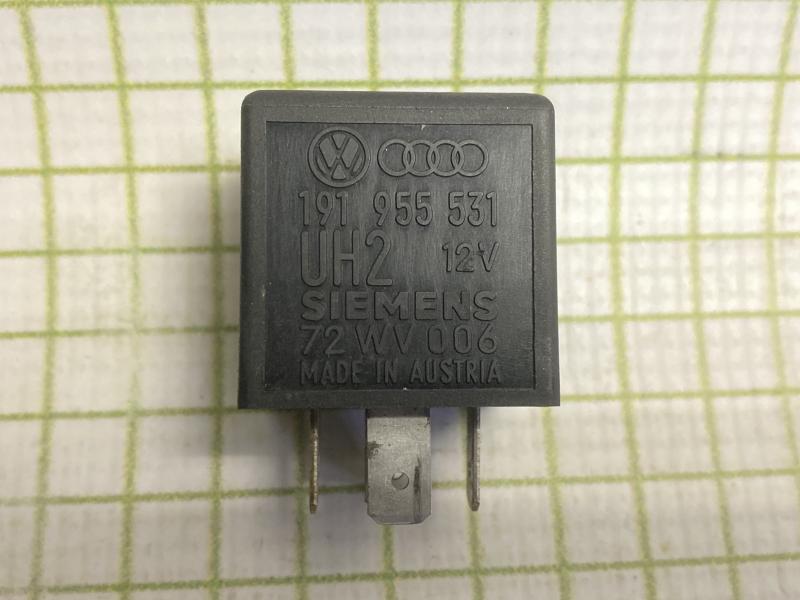 191 955 531
UH2 12V
SIEMENS
72 WV 006
MADE IN AUSTRIA